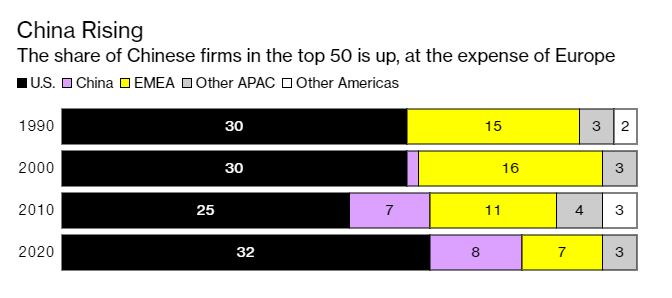 China Rising
The share of Chinese firms in the top 50 is up, at the expense of Europe
U.S. China EMEA Other APAC Other Americas
1990 30 15 3 2
2000 30 16 3
2010 25 7 11 4 3
2020 32 8 7 3